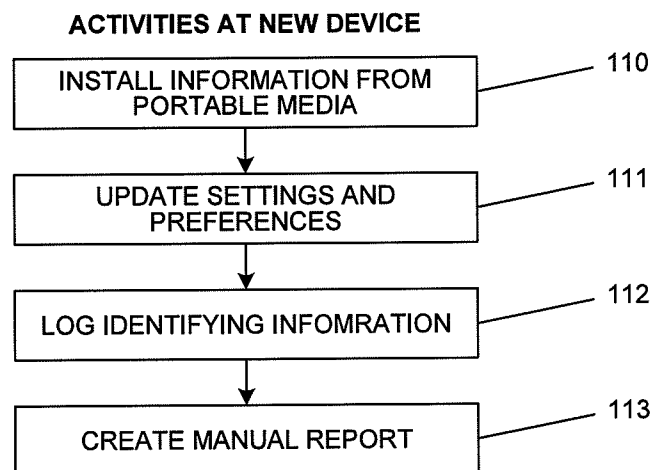 ACTIVITIES AT NEW DEVICE
INSTALL INFORMATION FROM
PORTABLE MEDIA
110
UPDATE SETTINGS AND
PREFERENCES
111
LOG IDENTIFYING INFOMRATION
112
CREATE MANUAL REPORT
113